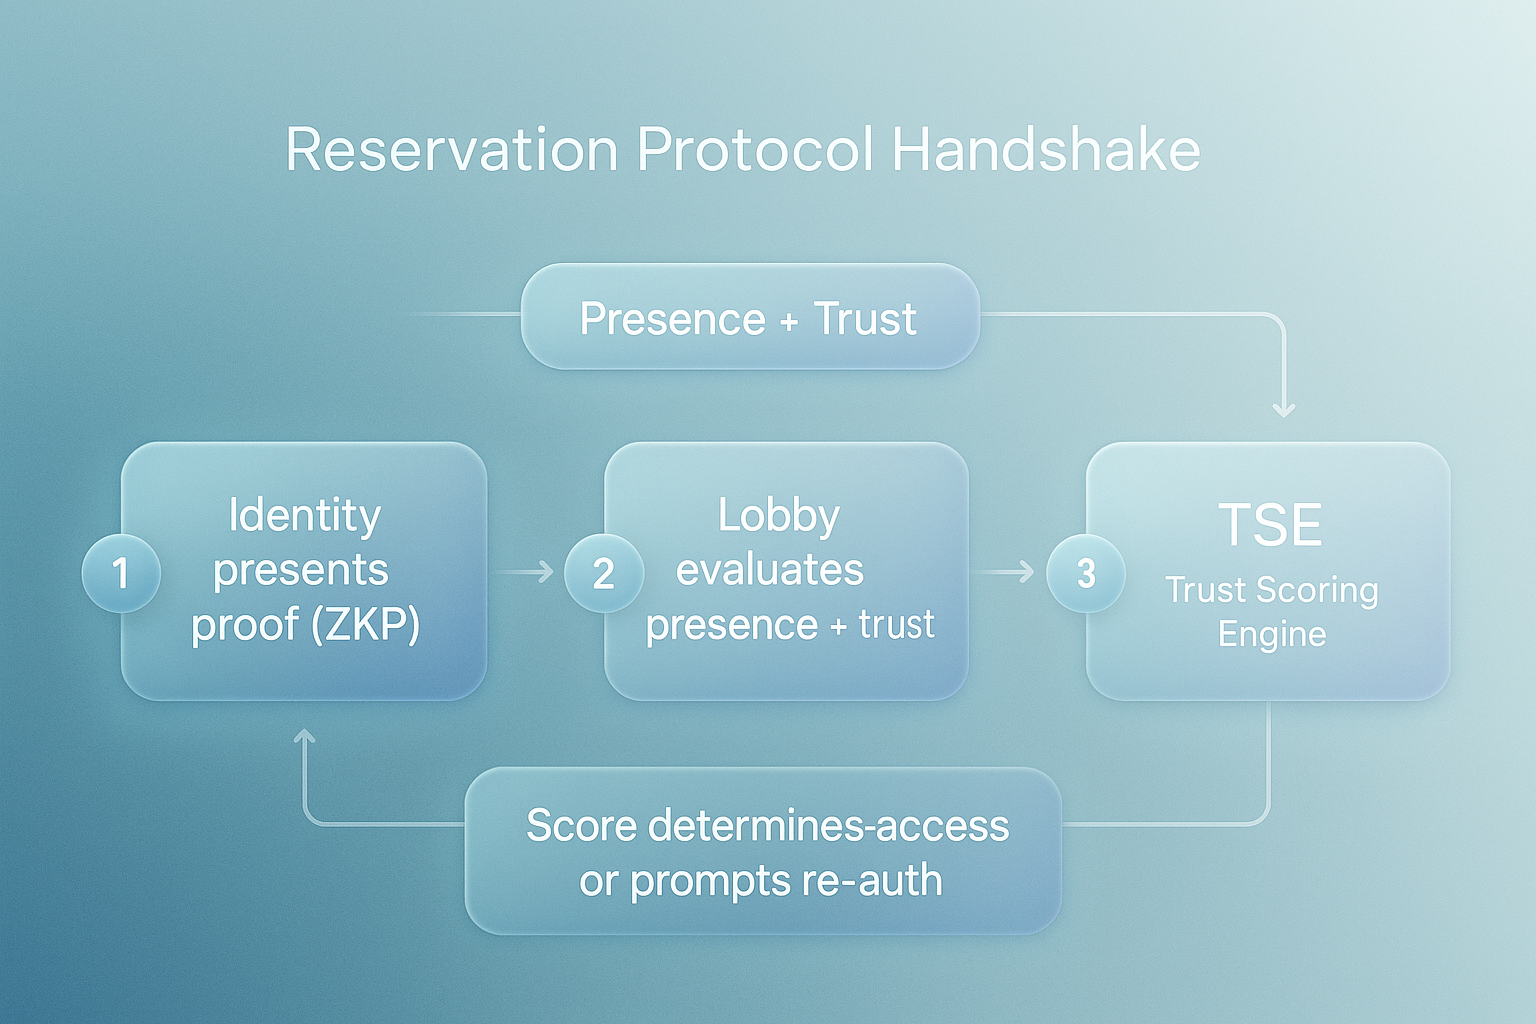 Reservation Protocol Handshake
Presence + Trust
1
Identity
presents
proof (ZKP)
2
Lobby
evaluates
presence + trust
3
TSE
Trust Scoring
Engine
Score determines-access
or prompts re-auth